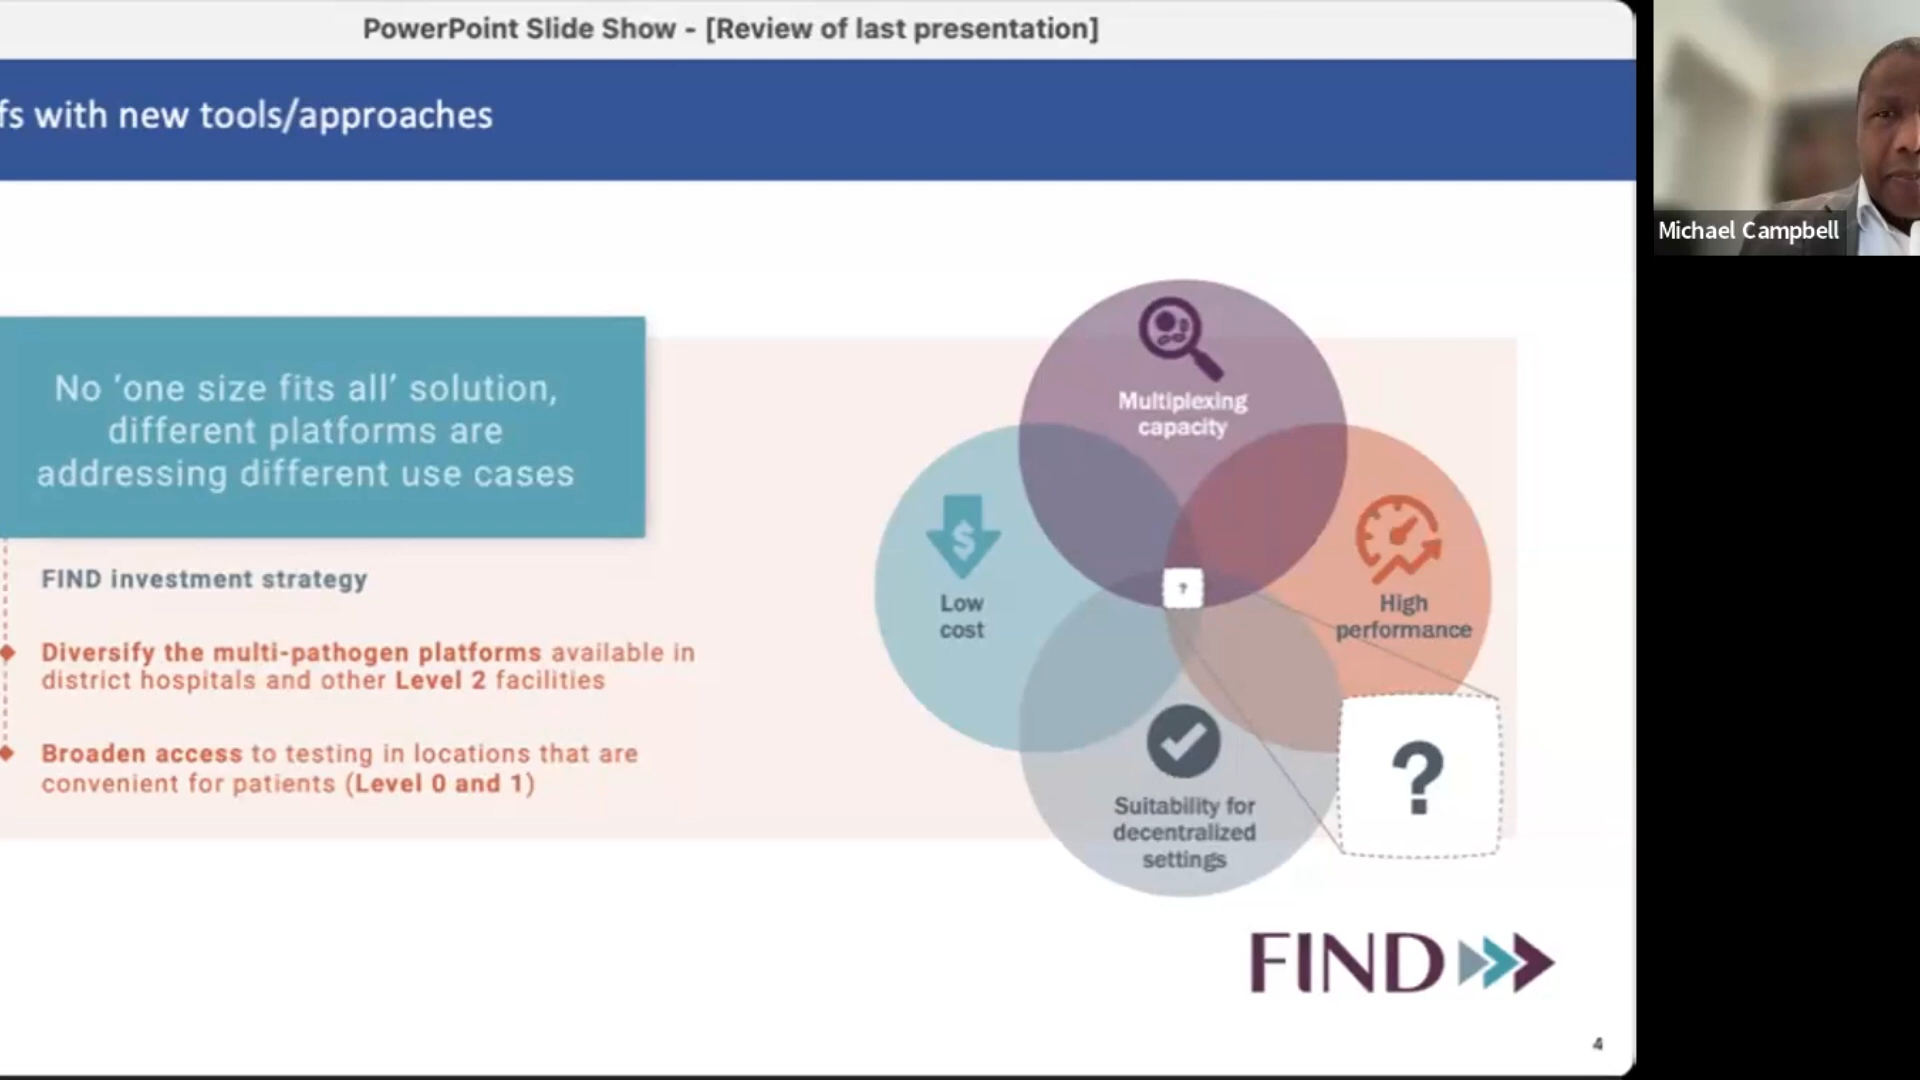 PowerPoint Slide Show - [Review of last presentation]
fs with new tools/approaches
Michael Campbell
No ‘one size fits all’ solution,
different platforms are
addressing different use cases
FIND investment strategy
Diversify the multi-pathogen platforms available in
district hospitals and other Level 2 facilities
Broaden access to testing in locations that are
convenient for patients (Level 0 and 1)
Multiplexing
capacity
$
Low
cost
?
High
performance
Suitability for
decentralized
settings
?
FIND
4